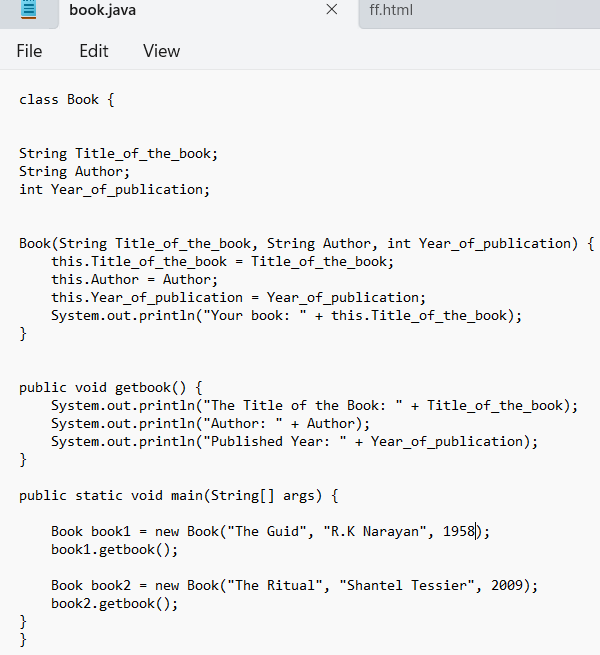 book.java
ff.html
File Edit View
class Book {
String Title_of_the_book;
String Author;
int Year_of_publication;
Book(String Title_of_the_book, String Author, int Year_of_publication) {
this.Title_of_the_book = Title_of_the_book;
this.Author = Author;
this.Year_of_publication = Year_of_publication;
System.out.println("Your book: " + this.Title_of_the_book);
}
public void getbook() {
System.out.println("The Title of the Book: " + Title_of_the_book);
System.out.println("Author: " + Author);
System.out.println("Published Year: " + Year_of_publication);
}
public static void main(String[] args) {
Book book1 = new Book("The Guid", "R.K Narayan", 1958);
book1.getbook();
Book book2 = new Book("The Ritual", "Shantel Tessier", 2009);
book2.getbook();
}
}